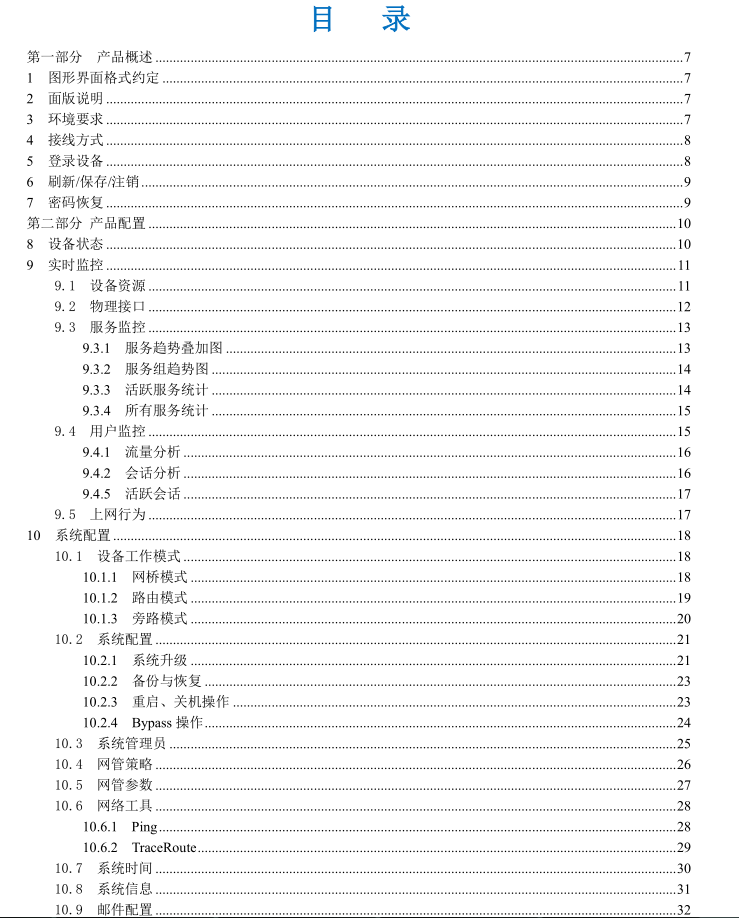 目 录
第一部分 产品概述 ........ 7
1 图形界面格式约定 ........ 7
2 面版说明 ........ 7
3 环境要求 ........ 7
4 接线方式 ........ 8
5 登录设备 ........ 8
6 刷新/保存/注销 ........ 9
7 密码恢复 ........ 9
第二部分 产品配置 ........ 10
8 设备状态 ........ 10
9 实时监控 ........ 11
9.1 设备资源 ........ 11
9.2 物理接口 ........ 12
9.3 服务监控 ........ 13
9.3.1 服务趋势叠加图 ........ 13
9.3.2 服务组趋势图 ........ 14
9.3.3 活跃服务统计 ........ 14
9.3.4 所有服务统计 ........ 15
9.4 用户监控 ........ 15
9.4.1 流量分析 ........ 16
9.4.2 会话分析 ........ 16
9.4.5 活跃会话 ........ 17
9.5 上网行为 ........ 17
10 系统配置 ........ 18
10.1 设备工作模式 ........ 18
10.1.1 网桥模式 ........ 18
10.1.2 路由模式 ........ 19
10.1.3 旁路模式 ........ 20
10.2 系统配置 ........ 21
10.2.1 系统升级 ........ 21
10.2.2 备份与恢复 ........ 23
10.2.3 重启、关机操作 ........ 23
10.2.4 Bypass 操作 ........ 24
10.3 系统管理员 ........ 25
10.4 网管策略 ........ 26
10.5 网管参数 ........ 27
10.6 网络工具 ........ 28
10.6.1 Ping ........ 28
10.6.2 TraceRoute ........ 29
10.7 系统时间 ........ 30
10.8 系统信息 ........ 31
10.9 邮件配置 ........ 32